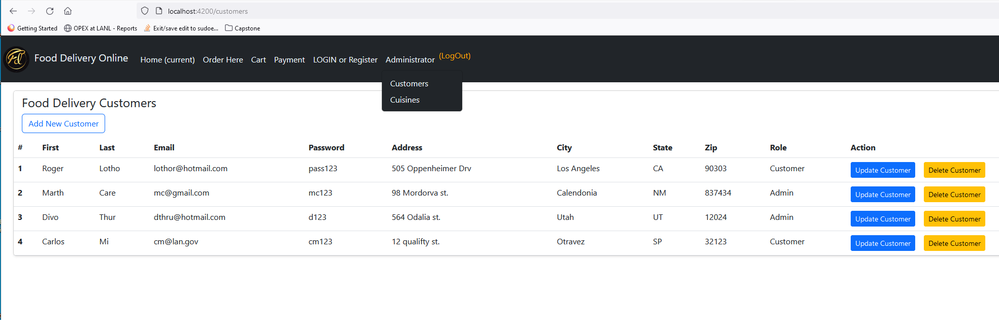 localhost:4200/customers
Getting Started OPEX at LANL - Reports Exit/save edit to sudoe... Capstone
Fd Food Delivery Online Home (current) Order Here Cart Payment LOGIN or Register Administrator (LogOut)
Customers
Cuisines
Food Delivery Customers
Add New Customer
# First Last Email Password Address City State Zip Role Action
1 Roger Lotho lothor@hotmail.com pass123 505 Oppenheimer Drv Los Angeles CA 90303 Customer Update Customer Delete Customer
2 Marth Care mc@gmail.com mc123 98 Mordorva st. Calendonia NM 837434 Admin Update Customer Delete Customer
3 Divo Thur dthru@hotmail.com d123 564 Odalia st. Utah UT 12024 Admin Update Customer Delete Customer
4 Carlos Mi cm@lan.gov cm123 12 qualifty st. Otravez SP 32123 Customer Update Customer Delete Customer